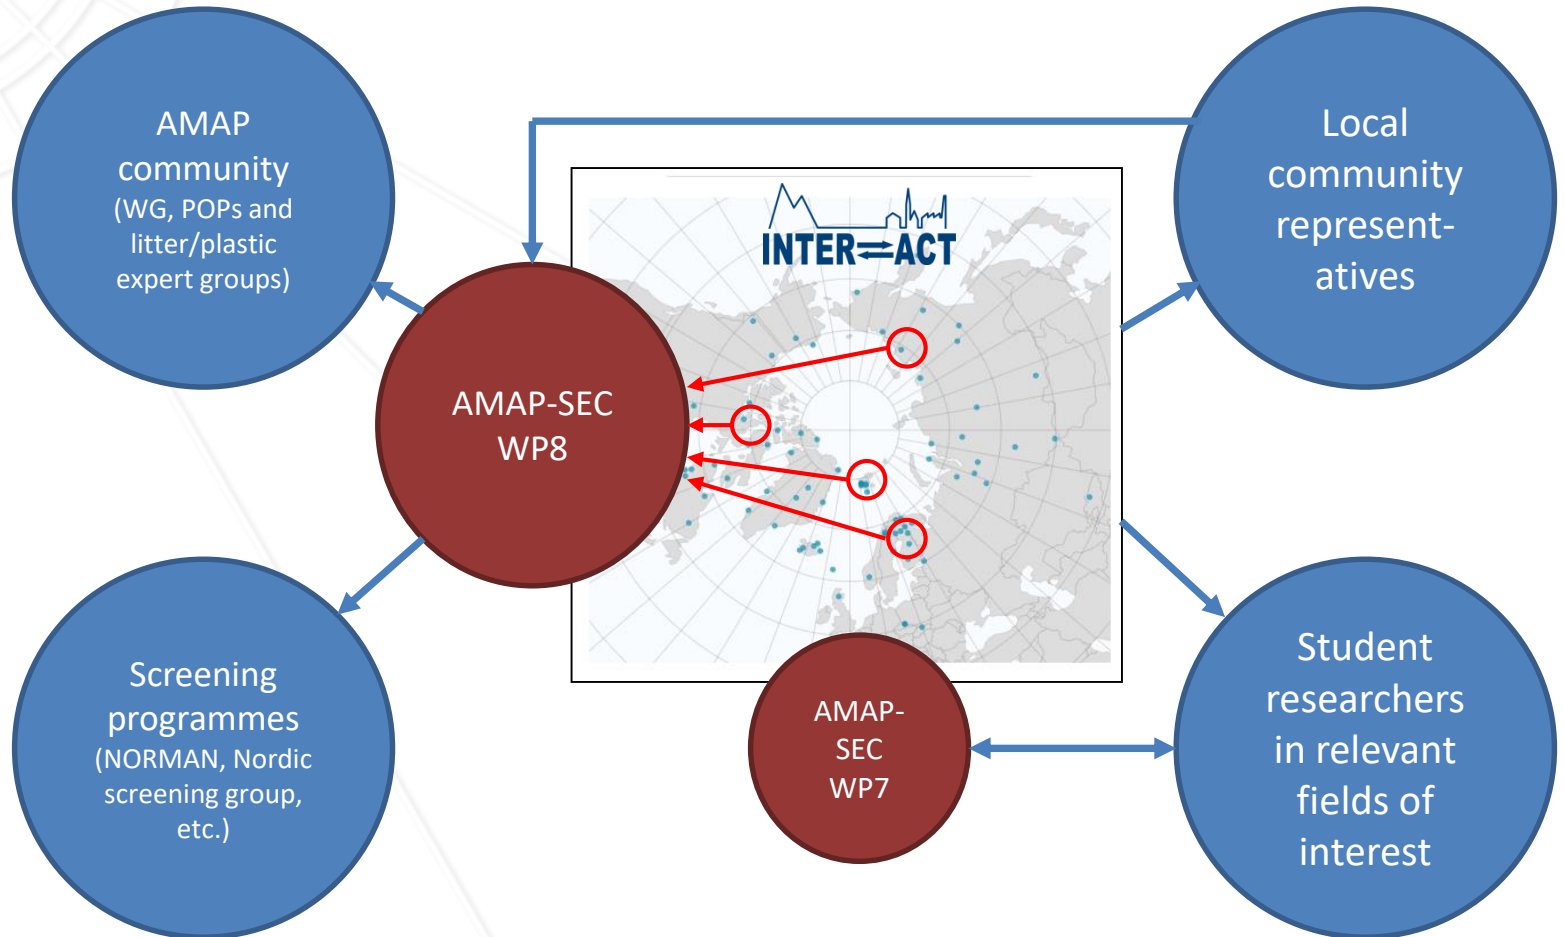 AMAP
community
(WG, POPs and
litter/plastic
expert groups)
Local
community
represent-
atives
INTER⇄ACT
AMAP-SEC
WP8
Screening
programmes
(NORMAN, Nordic
screening group,
etc.)
AMAP-
SEC
WP7
Student
researchers
in relevant
fields of
interest